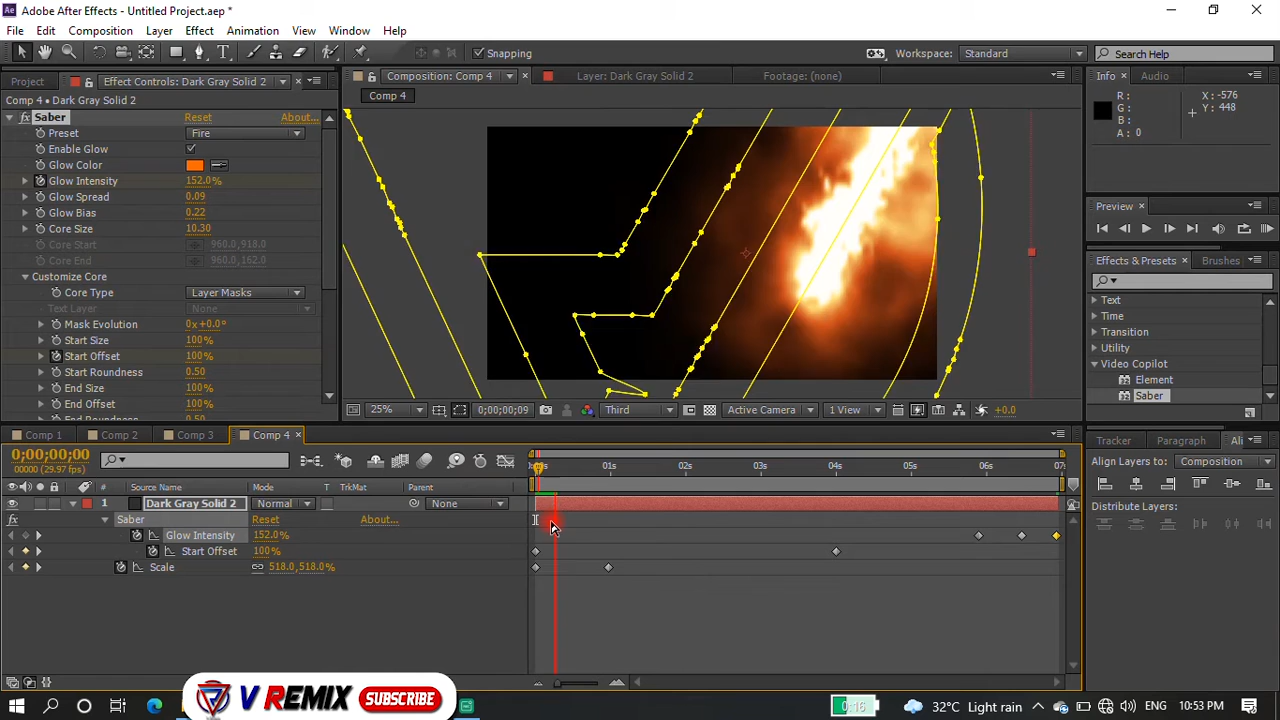 Ae Adobe After Effects - Untitled Project.aep *
File Edit Composition Layer Effect Animation View Window Help
Snapping Workspace: Standard Search Help
Project Effect Controls: Dark Gray Solid 2 Composition: Comp 4 Layer: Dark Gray Solid 2 Footage: (none) Info Audio
Comp 4 • Dark Gray Solid 2 Comp 4
fx Saber Reset About...
Preset Fire
Enable Glow
Glow Color
Glow Intensity 152.0%
Glow Spread 0.09
Glow Bias 0.22
Core Size 10.30
Core Start 960.0,918.0
Core End 960.0,162.0
Customize Core
Core Type Layer Masks
Text Layer None
Mask Evolution 0x+0.0°
Start Size 100%
Start Offset 100%
Start Roundness 0.50
End Size 100%
End Offset 100%
End Roundness 0.50
R : X: -576
G : Y: 448
B :
A : 0
Preview
Effects & Presets Brushes
Text
Time
Transition
Utility
Video Copilot
Element
Saber
25% 0;00;00;09 Third Active Camera 1 View +0.0
Comp 1 Comp 2 Comp 3 Comp 4
Tracker Paragraph Ali
0;00;00;00
00000 (29.97 fps)
01s 02s 03s 04s 05s 06s 07s
Align Layers to: Composition
Distribute Layers:
# Source Name Mode T TrkMat Parent
1 Dark Gray Solid 2 Normal None
fx Saber Reset About...
Glow Intensity 152.0%
Start Offset 100%
Scale 518.0,518.0%
V REMIX SUBSCRIBE
0:16 32°C Light rain ENG 10:53 PM